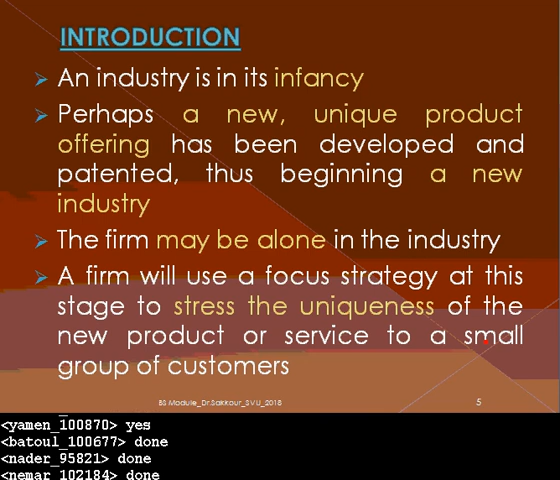 INTRODUCTION
An industry is in its infancy
Perhaps a new, unique product
offering has been developed and
patented, thus beginning a new
industry
The firm may be alone in the industry
A firm will use a focus strategy at this
stage to stress the uniqueness of the
new product or service to a small
group of customers
BS Module_Dr.Sakkour_SVU_2018
5
<yamen_100870> yes
<batoul_100677> done
<nader_95821> done
<nemar_102184> done